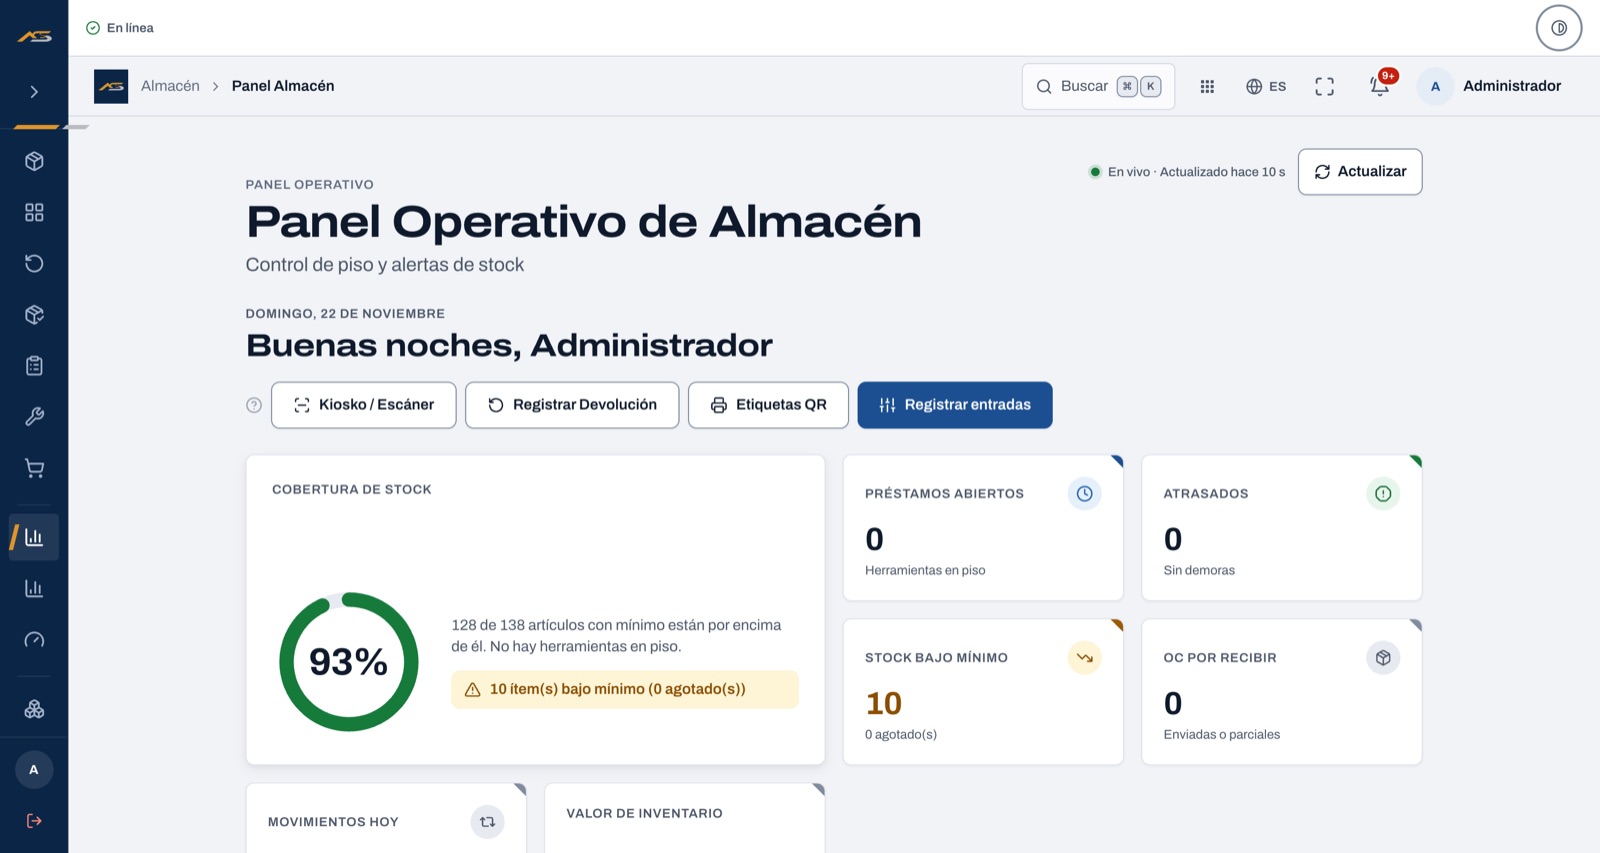 En línea
Almacén
Panel Almacén
Buscar ⌘ K
ES
9+
A
Administrador
En vivo · Actualizado hace 10 s
Actualizar
PANEL OPERATIVO
Panel Operativo de Almacén
Control de piso y alertas de stock
DOMINGO, 22 DE NOVIEMBRE
Buenas noches, Administrador
Kiosko / Escáner
Registrar Devolución
Etiquetas QR
Registrar entradas
COBERTURA DE STOCK
93%
128 de 138 artículos con mínimo están por encima
de él. No hay herramientas en piso.
10 ítem(s) bajo mínimo (0 agotado(s))
PRÉSTAMOS ABIERTOS
0
Herramientas en piso
ATRASADOS
0
Sin demoras
STOCK BAJO MÍNIMO
10
0 agotado(s)
OC POR RECIBIR
0
Enviadas o parciales
MOVIMIENTOS HOY
VALOR DE INVENTARIO
A